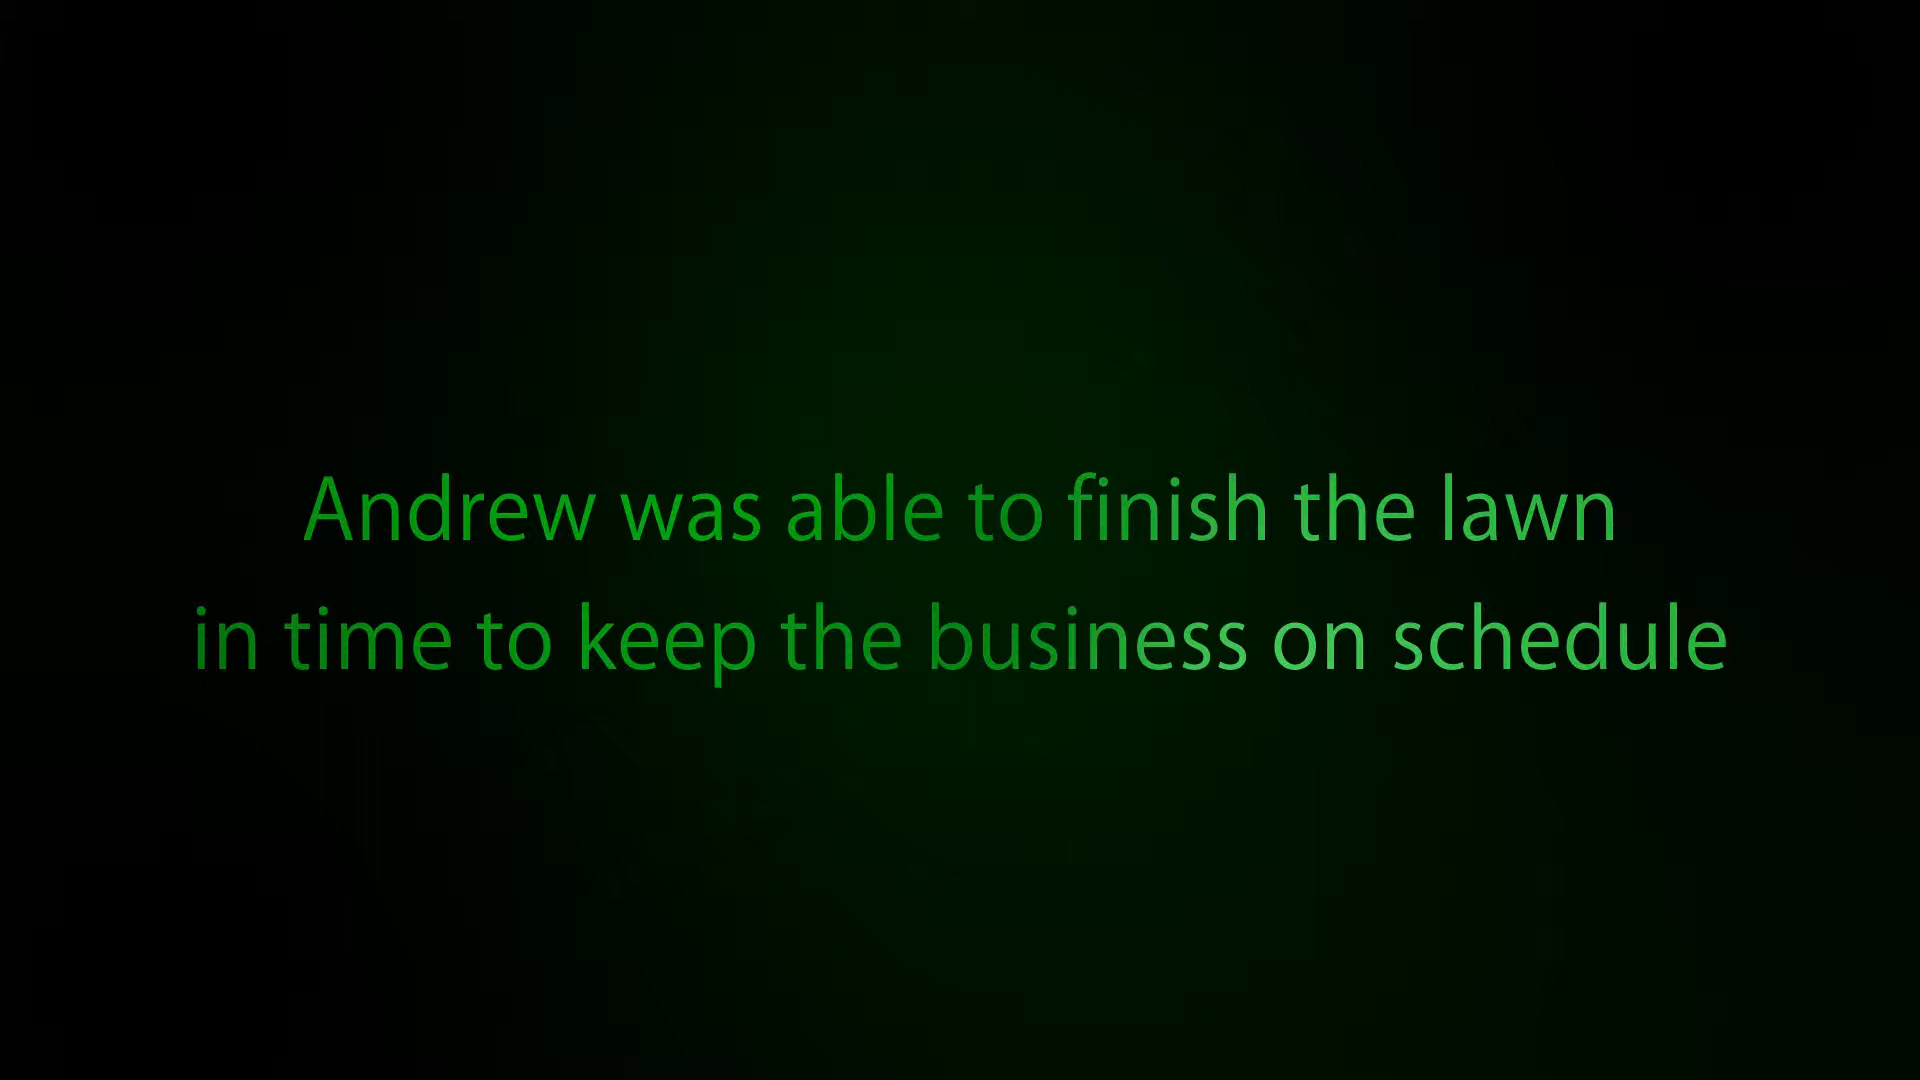 Andrew was able to finish the lawn
in time to keep the business on schedule